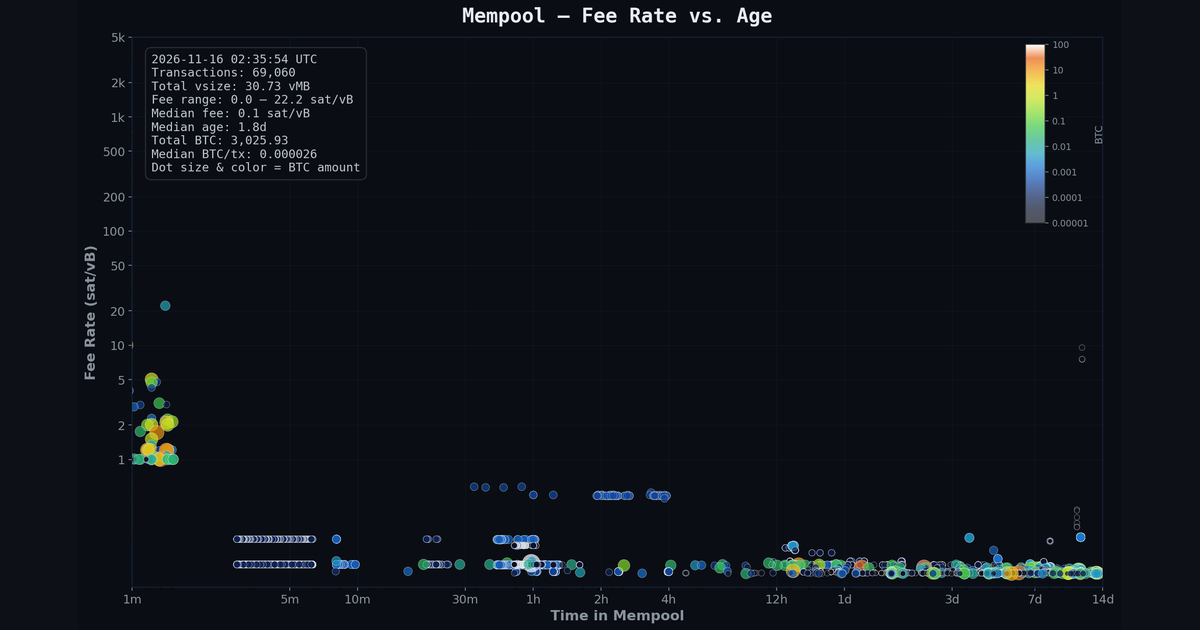 Mempool — Fee Rate vs. Age
2026-11-16 02:35:54 UTC
Transactions: 69,060
Total vsize: 30.73 vMB
Fee range: 0.0 – 22.2 sat/vB
Median fee: 0.1 sat/vB
Median age: 1.8d
Total BTC: 3,025.93
Median BTC/tx: 0.000026
Dot size & color = BTC amount
5k
2k
1k
500
200
100
50
20
10
5
2
1
Fee Rate (sat/vB)
100
10
1
0.1
0.01
0.001
0.0001
0.00001
BTC
1m
5m
10m
30m
1h
2h
4h
12h
1d
3d
7d
14d
Time in Mempool